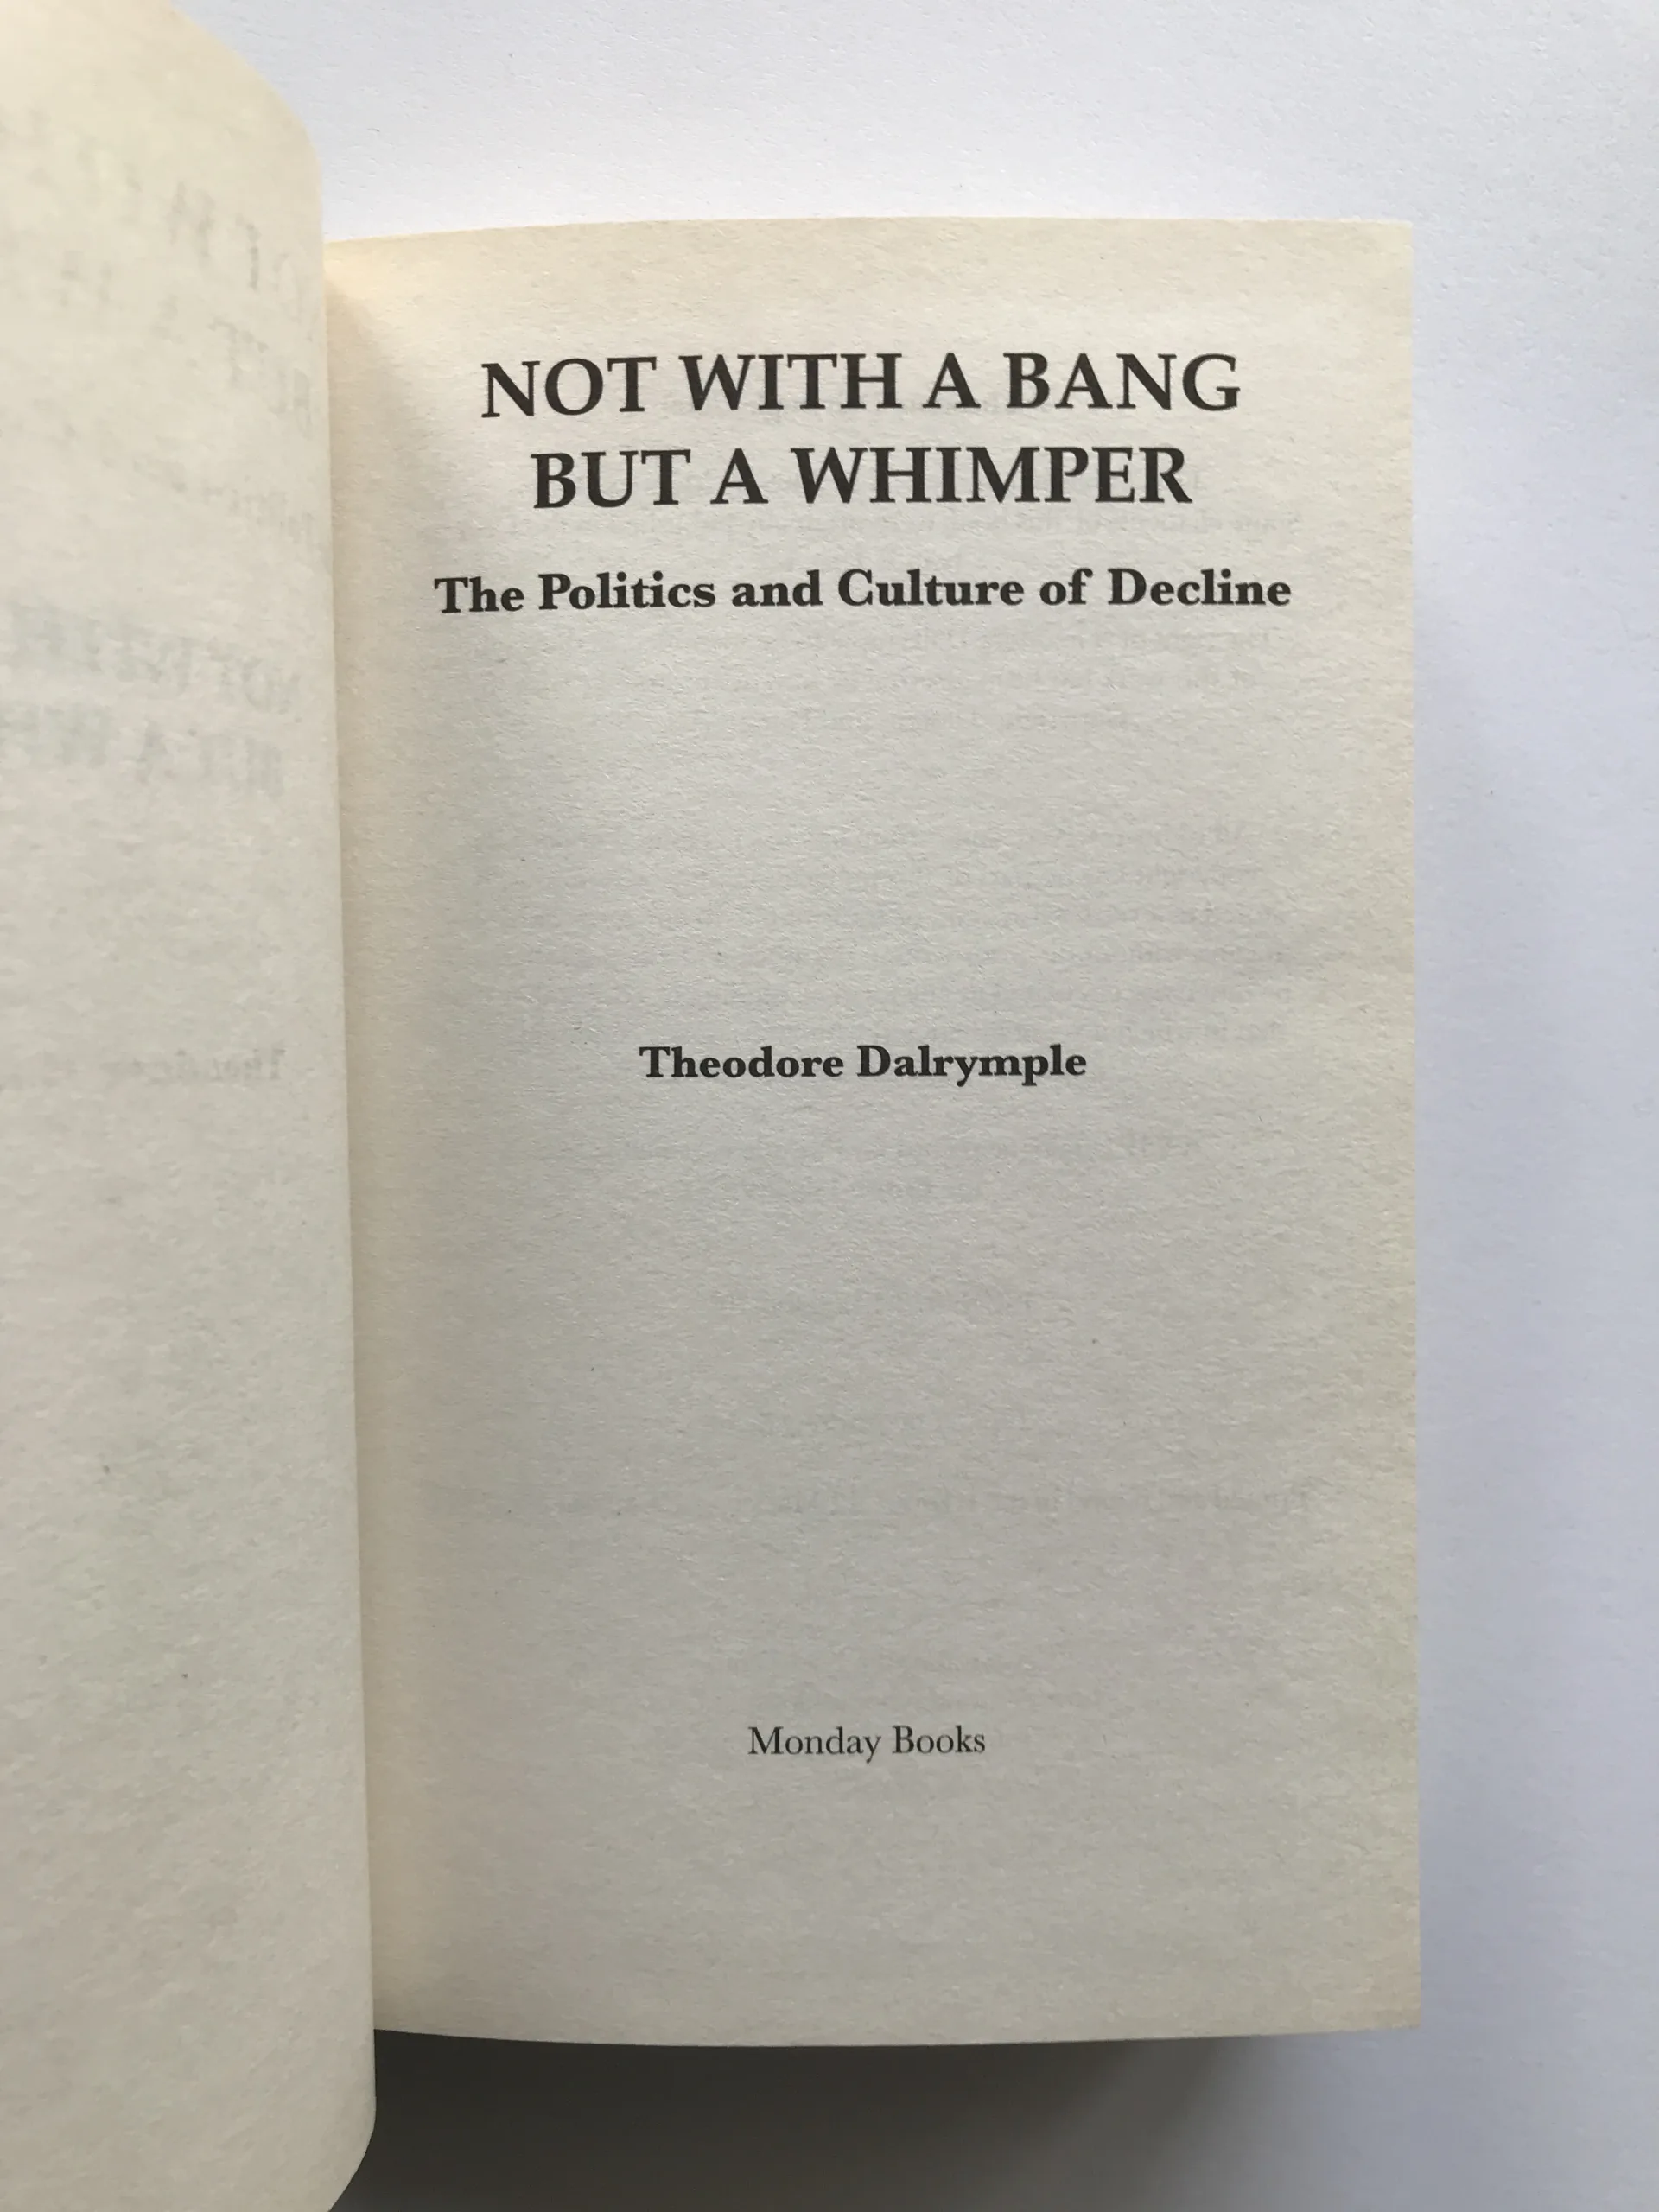 NOT WITH A BANG
BUT A WHIMPER
The Politics and Culture of Decline
Theodore Dalrymple
Monday Books